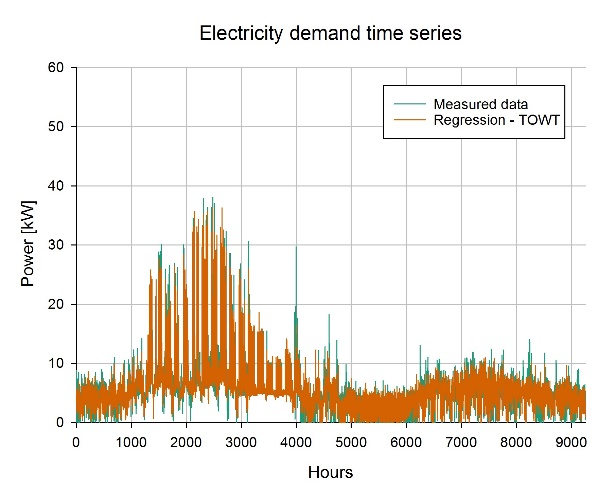 Electricity demand time series
60
50
40
30
20
10
0
Power [kW]
Measured data
Regression - TOWT
0 1000 2000 3000 4000 5000 6000 7000 8000 9000
Hours